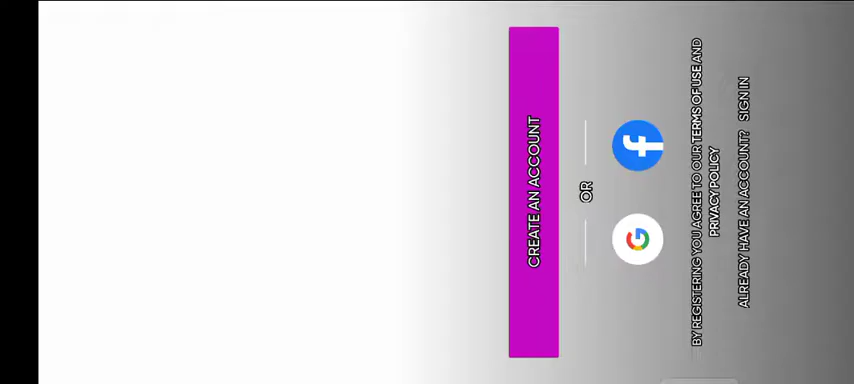 CREATE AN ACCOUNT
OR
BY REGISTERING YOU AGREE TO OUR TERMS OF USE AND
PRIVACY POLICY
ALREADY HAVE AN ACCOUNT? SIGN IN